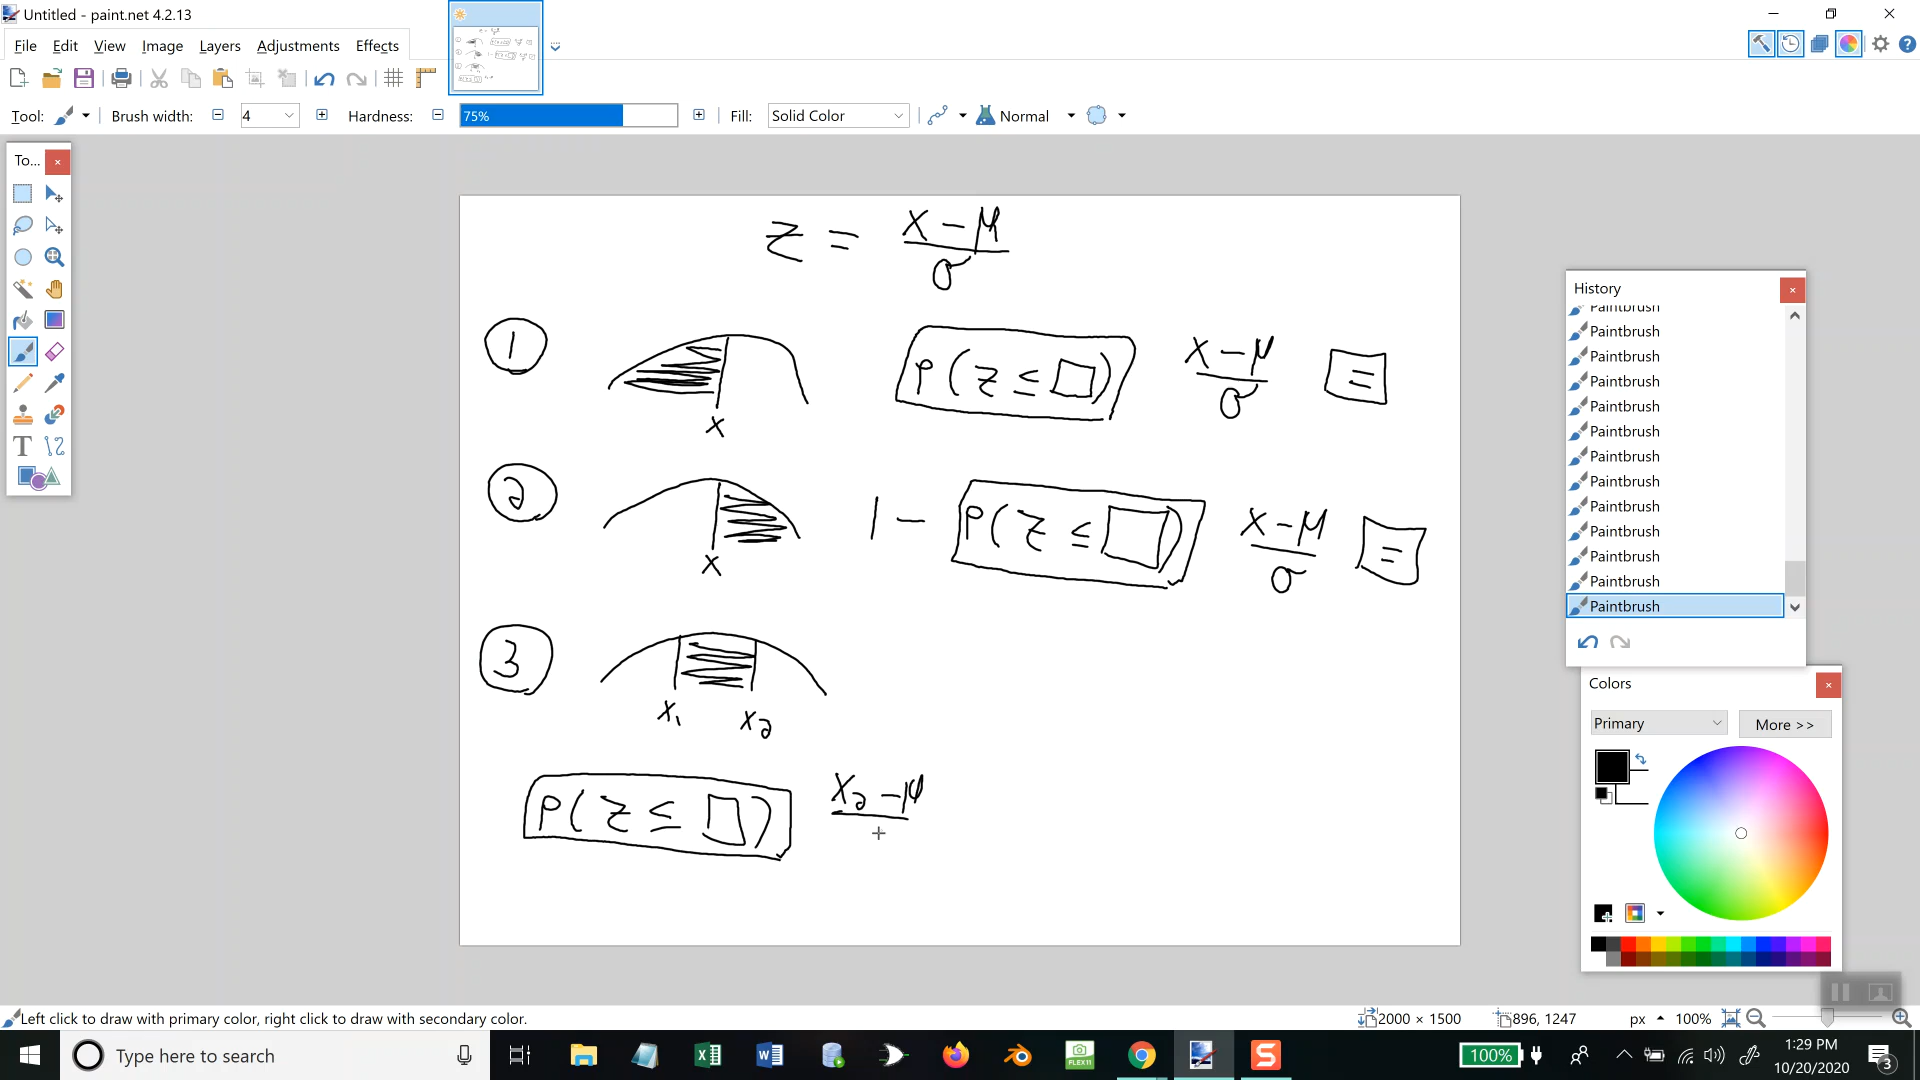 Untitled - paint.net 4.2.13
File Edit View Image Layers Adjustments Effects
Tool: Brush width: 4 Hardness: 75% Fill: Solid Color Normal
To...
z = x - μ / σ
1 x P(z ≤ □) x - μ / σ =
2 x 1 - P(z ≤ □) x - μ / σ =
3 x₁ x₂
P(z ≤ □) x₂ - μ
History
Paintbrush
Paintbrush
Paintbrush
Paintbrush
Paintbrush
Paintbrush
Paintbrush
Paintbrush
Paintbrush
Paintbrush
Paintbrush
Paintbrush
Paintbrush
Colors
Primary More >>
Left click to draw with primary color, right click to draw with secondary color. 2000 × 1500 896, 1247 px 100%
Type here to search 100% 1:29 PM
10/20/2020 3
FLEX11